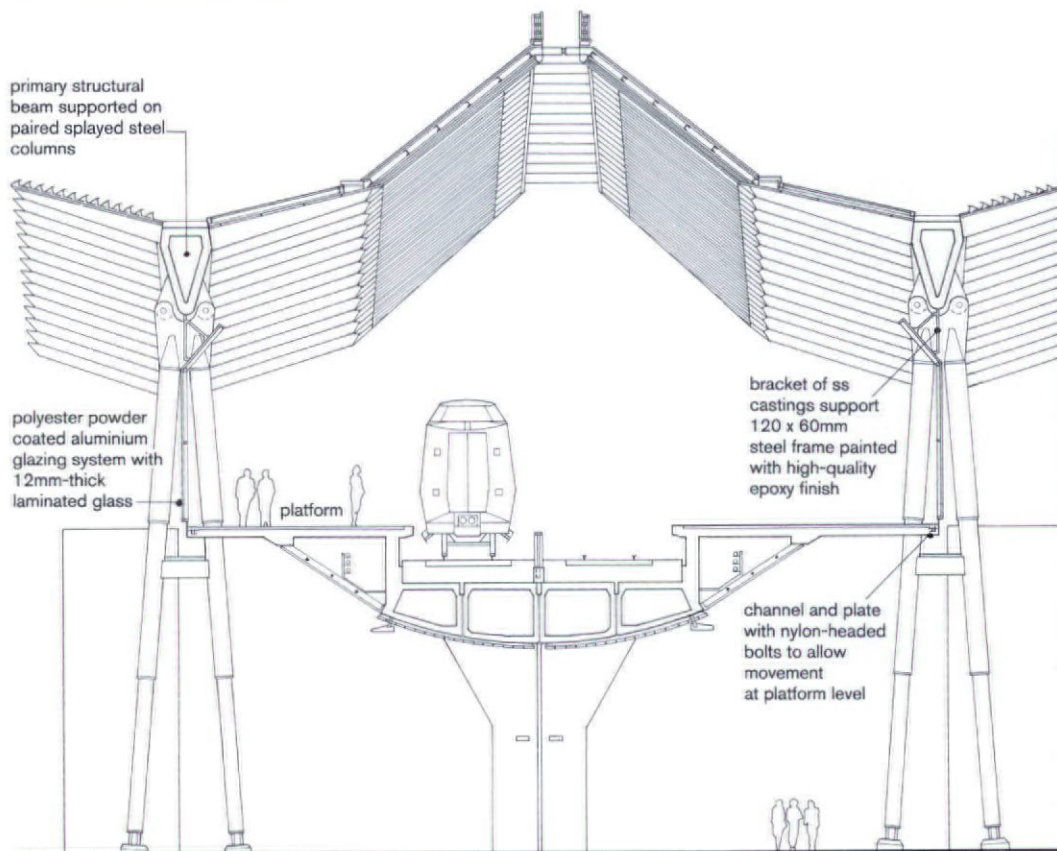 primary structural
beam supported on
paired splayed steel
columns
polyester powder
coated aluminium
glazing system with
12mm-thick
laminated glass
platform
bracket of ss
castings support
120 x 60mm
steel frame painted
with high-quality
epoxy finish
channel and plate
with nylon-headed
bolts to allow
movement
at platform level